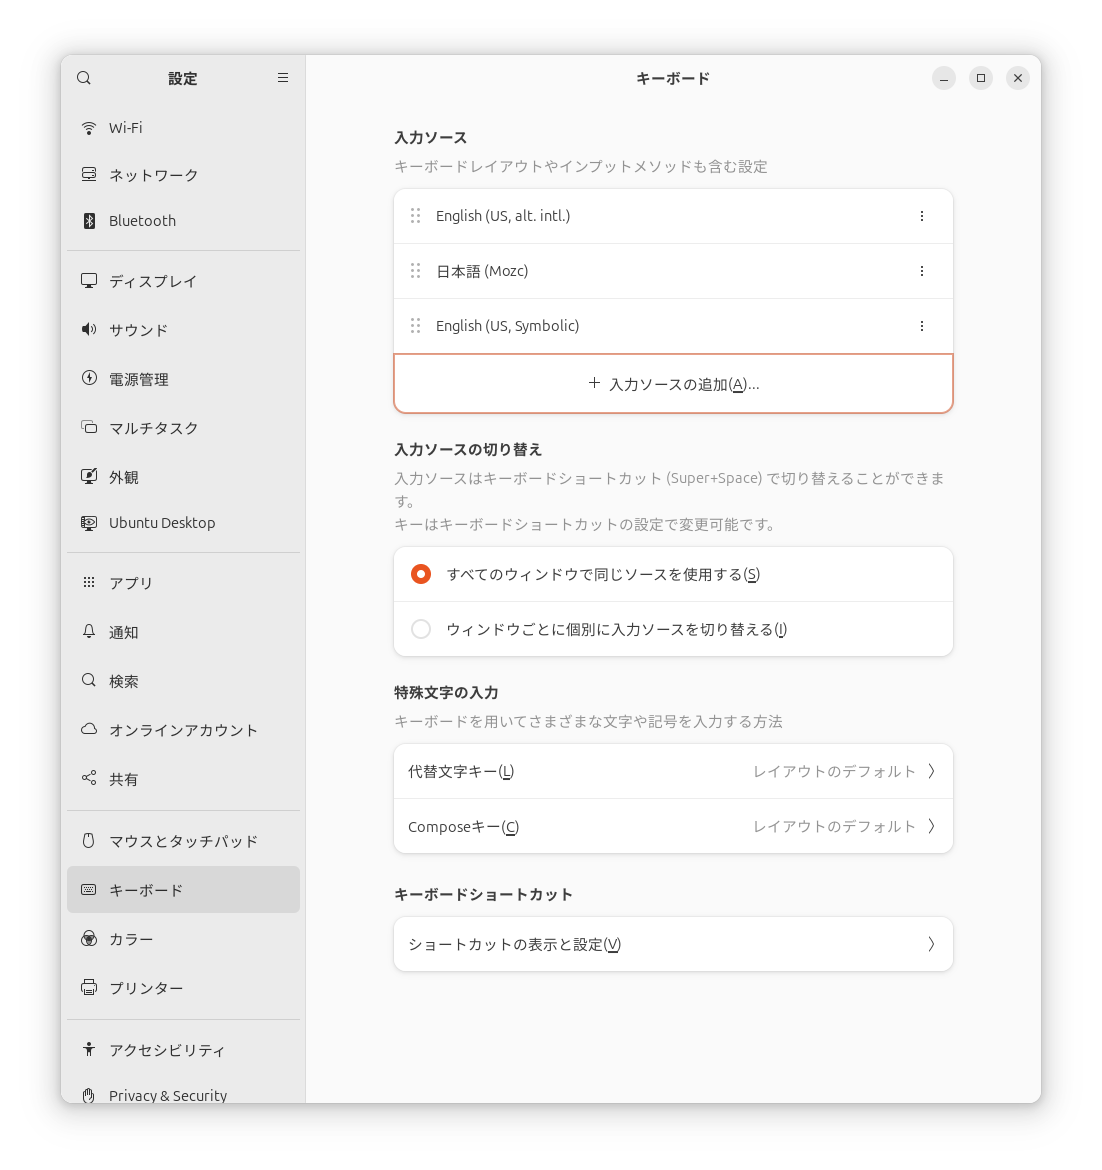 設定
Wi-Fi
ネットワーク
Bluetooth
ディスプレイ
サウンド
電源管理
マルチタスク
外観
Ubuntu Desktop
アプリ
通知
検索
オンラインアカウント
共有
マウスとタッチパッド
キーボード
カラー
プリンター
アクセシビリティ
Privacy & Security
キーボード
入力ソース
キーボードレイアウトやインプットメソッドも含む設定
English (US, alt. intl.)
日本語 (Mozc)
English (US, Symbolic)
+ 入力ソースの追加(A)...
入力ソースの切り替え
入力ソースはキーボードショートカット (Super+Space) で切り替えることができま
す。
キーはキーボードショートカットの設定で変更可能です。
すべてのウィンドウで同じソースを使用する(S)
ウィンドウごとに個別に入力ソースを切り替える(I)
特殊文字の入力
キーボードを用いてさまざまな文字や記号を入力する方法
代替文字キー(L) レイアウトのデフォルト
Composeキー(C) レイアウトのデフォルト
キーボードショートカット
ショートカットの表示と設定(V)